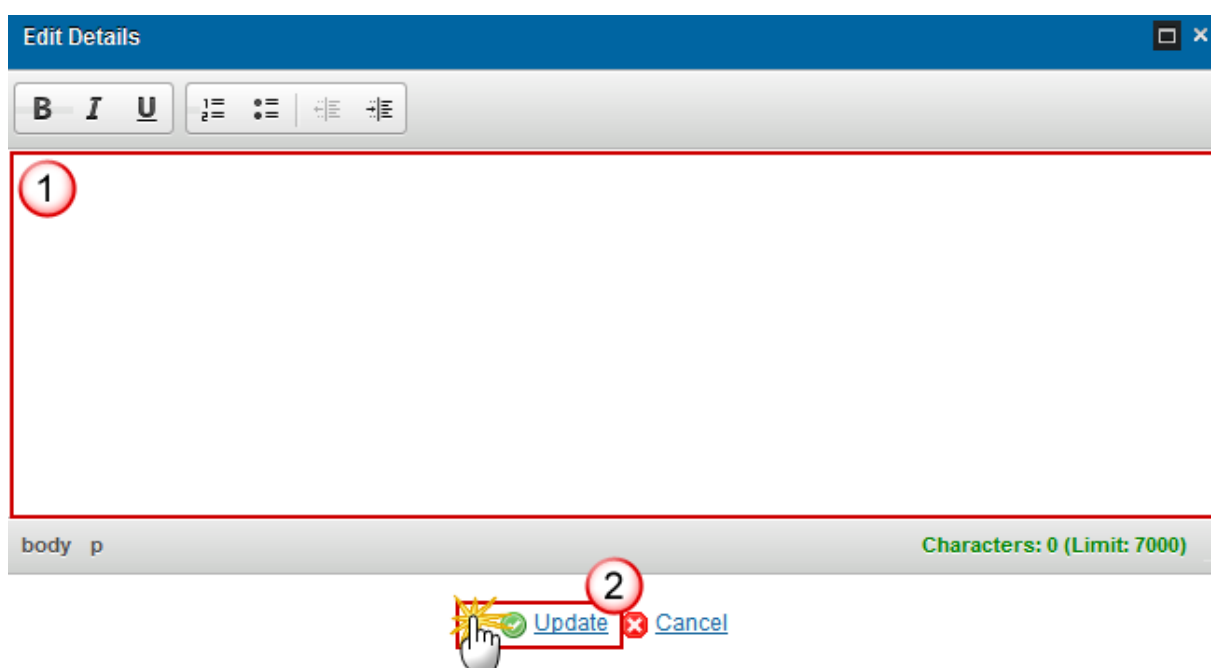 Edit Details
B I U
1
body p Characters: 0 (Limit: 7000)
2
Update Cancel